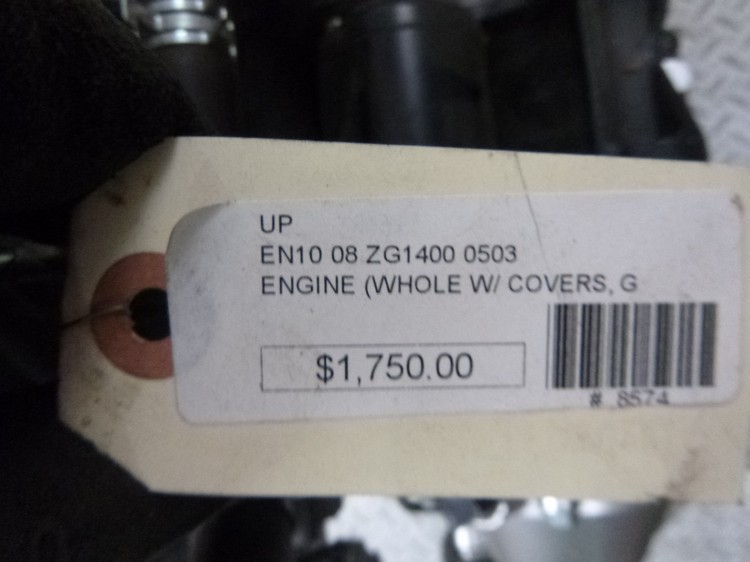 UP
EN10 08 ZG1400 0503
ENGINE (WHOLE W/ COVERS, G
$1,750.00
# 8574